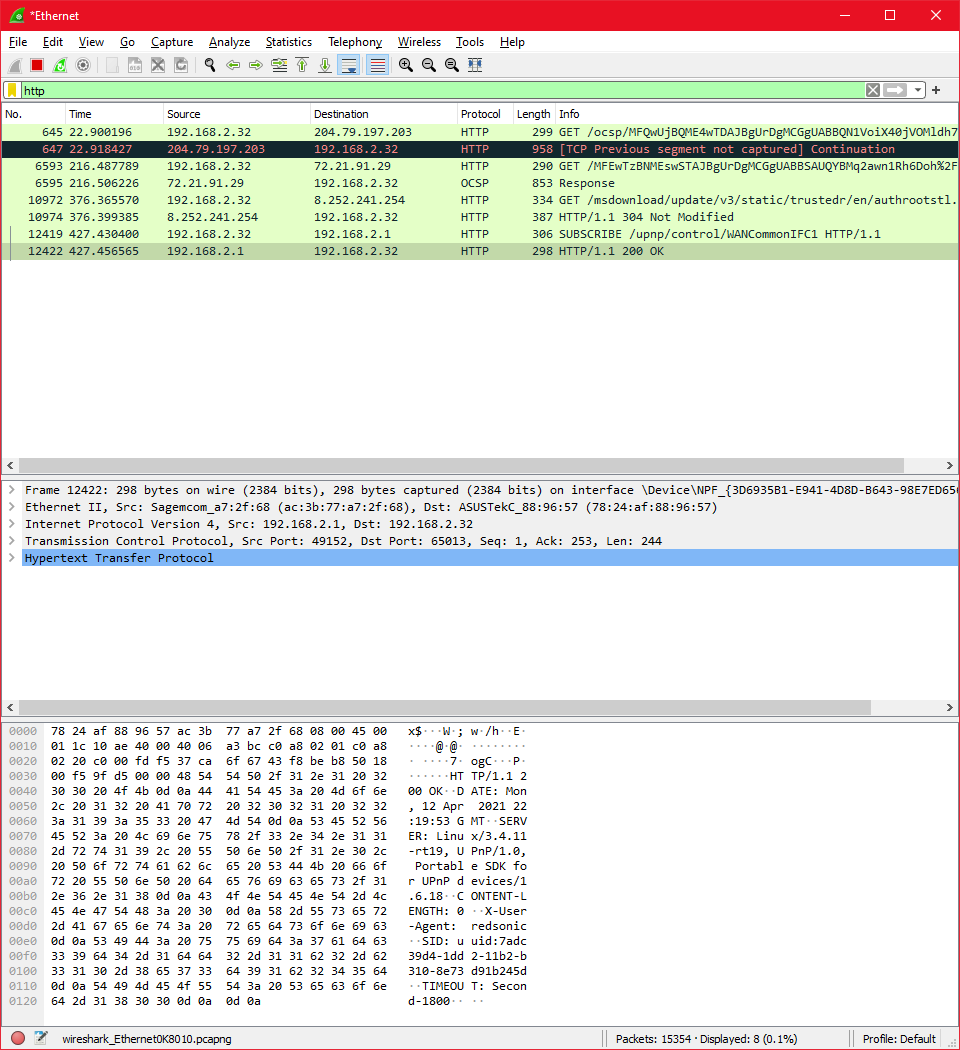 *Ethernet
File Edit View Go Capture Analyze Statistics Telephony Wireless Tools Help
http
No. Time Source Destination Protocol Length Info
645 22.900196 192.168.2.32 204.79.197.203 HTTP 299 GET /ocsp/MFQwUjBQME4wTDAJBgUrDgMCGgUABBQN1VoiX40jVOMldh7
647 22.918427 204.79.197.203 192.168.2.32 HTTP 958 [TCP Previous segment not captured] Continuation
6593 216.487789 192.168.2.32 72.21.91.29 HTTP 290 GET /MFEwTzBNMEswSTAJBgUrDgMCGgUABBSAUQYBMq2awn1Rh6Doh%2F
6595 216.506226 72.21.91.29 192.168.2.32 OCSP 853 Response
10972 376.365570 192.168.2.32 8.252.241.254 HTTP 334 GET /msdownload/update/v3/static/trustedr/en/authrootstl.
10974 376.399385 8.252.241.254 192.168.2.32 HTTP 387 HTTP/1.1 304 Not Modified
12419 427.430400 192.168.2.32 192.168.2.1 HTTP 306 SUBSCRIBE /upnp/control/WANCommonIFC1 HTTP/1.1
12422 427.456565 192.168.2.1 192.168.2.32 HTTP 298 HTTP/1.1 200 OK
Frame 12422: 298 bytes on wire (2384 bits), 298 bytes captured (2384 bits) on interface \Device\NPF_{3D6935B1-E941-4D8D-B643-98E7ED65
Ethernet II, Src: Sagemcom_a7:2f:68 (ac:3b:77:a7:2f:68), Dst: ASUSTekC_88:96:57 (78:24:af:88:96:57)
Internet Protocol Version 4, Src: 192.168.2.1, Dst: 192.168.2.32
Transmission Control Protocol, Src Port: 49152, Dst Port: 65013, Seq: 1, Ack: 253, Len: 244
Hypertext Transfer Protocol
0000 78 24 af 88 96 57 ac 3b 77 a7 2f 68 08 00 45 00 x$···W·; w·/h··E·
0010 01 1c 10 ae 40 00 40 06 a3 bc c0 a8 02 01 c0 a8 ····@·@· ········
0020 02 20 c0 00 fd f5 37 ca 6f 67 43 f8 be b8 50 18 · ····7· ogC···P·
0030 00 f5 9f d5 00 00 48 54 54 50 2f 31 2e 31 20 32 ······HT TP/1.1 2
0040 30 30 20 4f 4b 0d 0a 44 41 54 45 3a 20 4d 6f 6e 00 OK··D ATE: Mon
0050 2c 20 31 32 20 41 70 72 20 32 30 32 31 20 32 32 , 12 Apr 2021 22
0060 3a 31 39 3a 35 33 20 47 4d 54 0d 0a 53 45 52 56 :19:53 G MT··SERV
0070 45 52 3a 20 4c 69 6e 75 78 2f 33 2e 34 2e 31 31 ER: Linu x/3.4.11
0080 2d 72 74 31 39 2c 20 55 50 6e 50 2f 31 2e 30 2c -rt19, U PnP/1.0,
0090 20 50 6f 72 74 61 62 6c 65 20 53 44 4b 20 66 6f Portabl e SDK fo
00a0 72 20 55 50 6e 50 20 64 65 76 69 63 65 73 2f 31 r UPnP d evices/1
00b0 2e 36 2e 31 38 0d 0a 43 4f 4e 54 45 4e 54 2d 4c .6.18··C ONTENT-L
00c0 45 4e 47 54 48 3a 20 30 0d 0a 58 2d 55 73 65 72 ENGTH: 0 ··X-User
00d0 2d 41 67 65 6e 74 3a 20 72 65 64 73 6f 6e 69 63 -Agent: redsonic
00e0 0d 0a 53 49 44 3a 20 75 75 69 64 3a 37 61 64 63 ··SID: u uid:7adc
00f0 33 39 64 34 2d 31 64 64 32 2d 31 31 62 32 2d 62 39d4-1dd 2-11b2-b
0100 33 31 30 2d 38 65 37 33 64 39 31 62 32 34 35 64 310-8e73 d91b245d
0110 0d 0a 54 49 4d 45 4f 55 54 3a 20 53 65 63 6f 6e ··TIMEOU T: Secon
0120 64 2d 31 38 30 30 0d 0a 0d 0a d-1800·· ··
wireshark_Ethernet0K8010.pcapng Packets: 15354 · Displayed: 8 (0.1%) Profile: Default